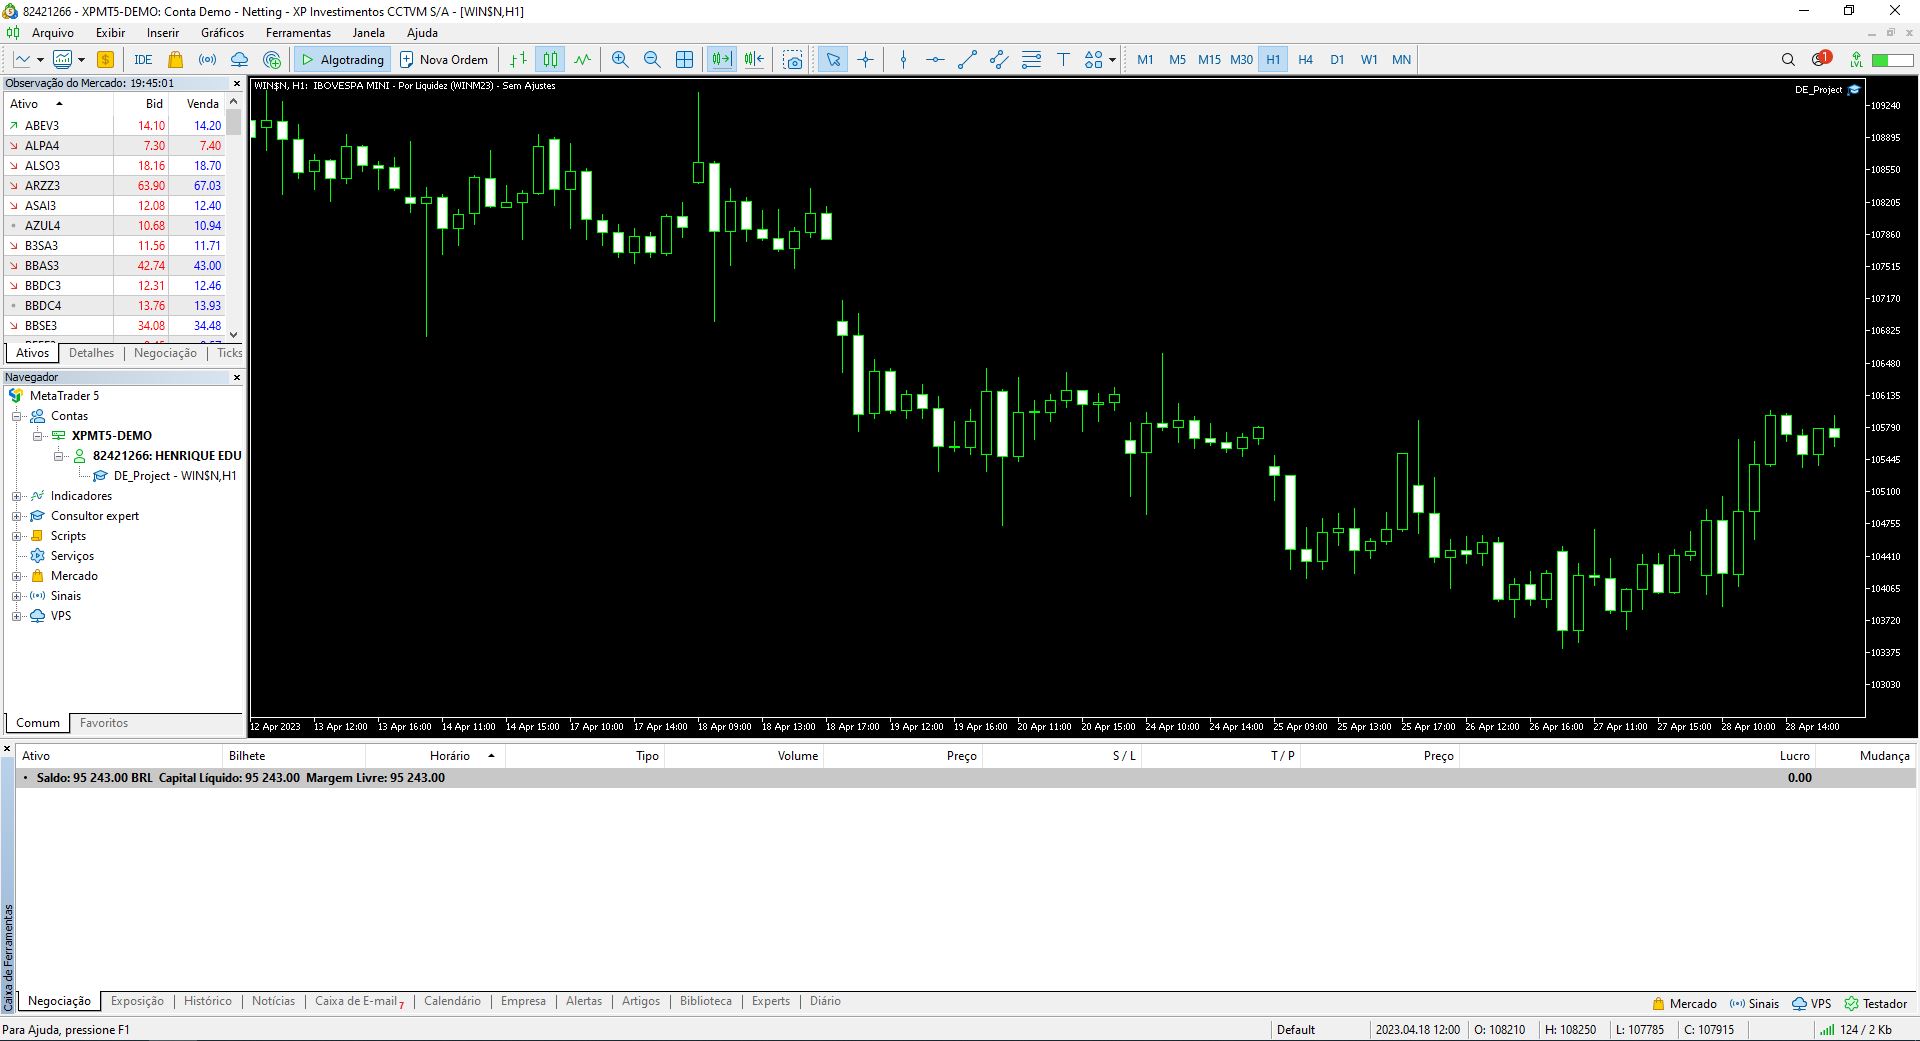 82421266 - XPMT5-DEMO: Conta Demo - Netting - XP Investimentos CCTVM S/A - [WIN$N,H1]
Arquivo Exibir Inserir Gráficos Ferramentas Janela Ajuda
IDE Algotrading Nova Ordem M1 M5 M15 M30 H1 H4 D1 W1 MN 1 LVL
Observação do Mercado: 19:45:01
Ativo Bid Venda
ABEV3 14.10 14.20
ALPA4 7.30 7.40
ALSO3 18.16 18.70
ARZZ3 63.90 67.03
ASAI3 12.08 12.40
AZUL4 10.68 10.94
B3SA3 11.56 11.71
BBAS3 42.74 43.00
BBDC3 12.31 12.46
BBDC4 13.76 13.93
BBSE3 34.08 34.48
Ativos Detalhes Negociação Ticks
Navegador
MetaTrader 5
Contas
XPMT5-DEMO
82421266: HENRIQUE EDU
DE_Project - WIN$N,H1
Indicadores
Consultor expert
Scripts
Serviços
Mercado
Sinais
VPS
Comum Favoritos
WIN$N, H1: IBOVESPA MINI - Por Liquidez (WINM23) - Sem Ajustes
DE_Project
109240
108895
108550
108205
107860
107515
107170
106825
106480
106135
105790
105445
105100
104755
104410
104065
103720
103375
103030
12 Apr 2023 13 Apr 12:00 13 Apr 16:00 14 Apr 11:00 14 Apr 15:00 17 Apr 10:00 17 Apr 14:00 18 Apr 09:00 18 Apr 13:00 18 Apr 17:00 19 Apr 12:00 19 Apr 16:00 20 Apr 11:00 20 Apr 15:00 24 Apr 10:00 24 Apr 14:00 25 Apr 09:00 25 Apr 13:00 25 Apr 17:00 26 Apr 12:00 26 Apr 16:00 27 Apr 11:00 27 Apr 15:00 28 Apr 10:00 28 Apr 14:00
Ativo Bilhete Horário Tipo Volume Preço S / L T / P Preço Lucro Mudança
Saldo: 95 243.00 BRL Capital Líquido: 95 243.00 Margem Livre: 95 243.00 0.00
Caixa de Ferramentas
Negociação Exposição Histórico Notícias Caixa de E-mail 7 Calendário Empresa Alertas Artigos Biblioteca Experts Diário
Mercado Sinais VPS Testador
Para Ajuda, pressione F1 Default 2023.04.18 12:00 O: 108210 H: 108250 L: 107785 C: 107915 124 / 2 Kb